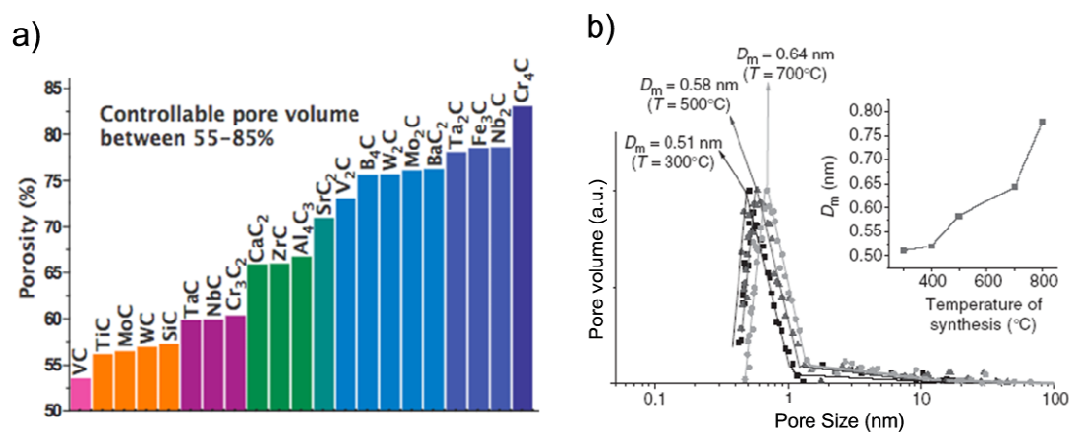 a)
Porosity (%)
85
80
75
70
65
60
55
50
Controllable pore volume
between 55–85%
VC
TiC
MoC
WC
SiC
TaC
NbC
Cr3C2
CaC2
ZrC
Al4C3
SrC2
V2C
B4C
W2C
Mo2C
BaC2
Ta2C
Fe3C
Nb2C
Cr4C
b)
Dm – 0.64 nm
(T = 700°C)
Dm = 0.58 nm
(T = 500°C)
Dm = 0.51 nm
(T = 300°C)
Pore volume (a.u.)
0.1
1
10
100
Pore Size (nm)
Dm (nm)
0.80
0.75
0.70
0.65
0.60
0.55
0.50
400
600
800
Temperature of
synthesis (°C)